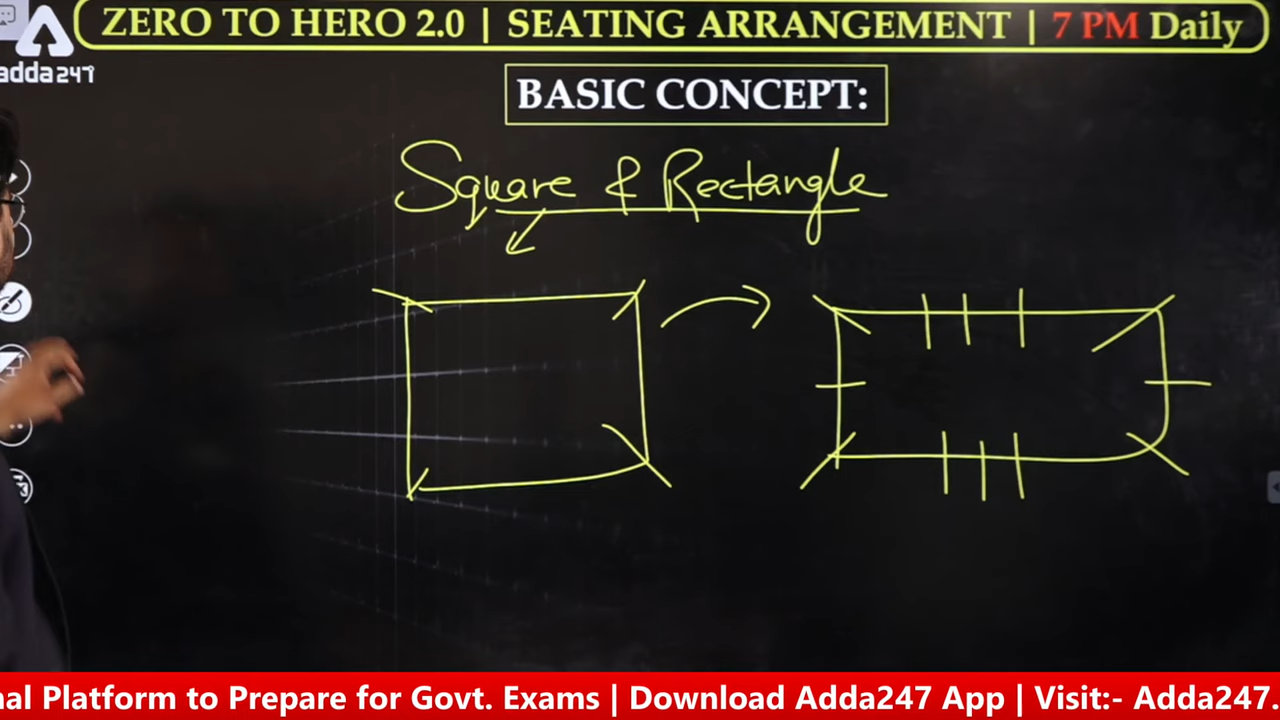 ZERO TO HERO 2.0 | SEATING ARRANGEMENT | 7 PM Daily
adda247
BASIC CONCEPT:
Square & Rectangle
nal Platform to Prepare for Govt. Exams | Download Adda247 App | Visit:- Adda247.